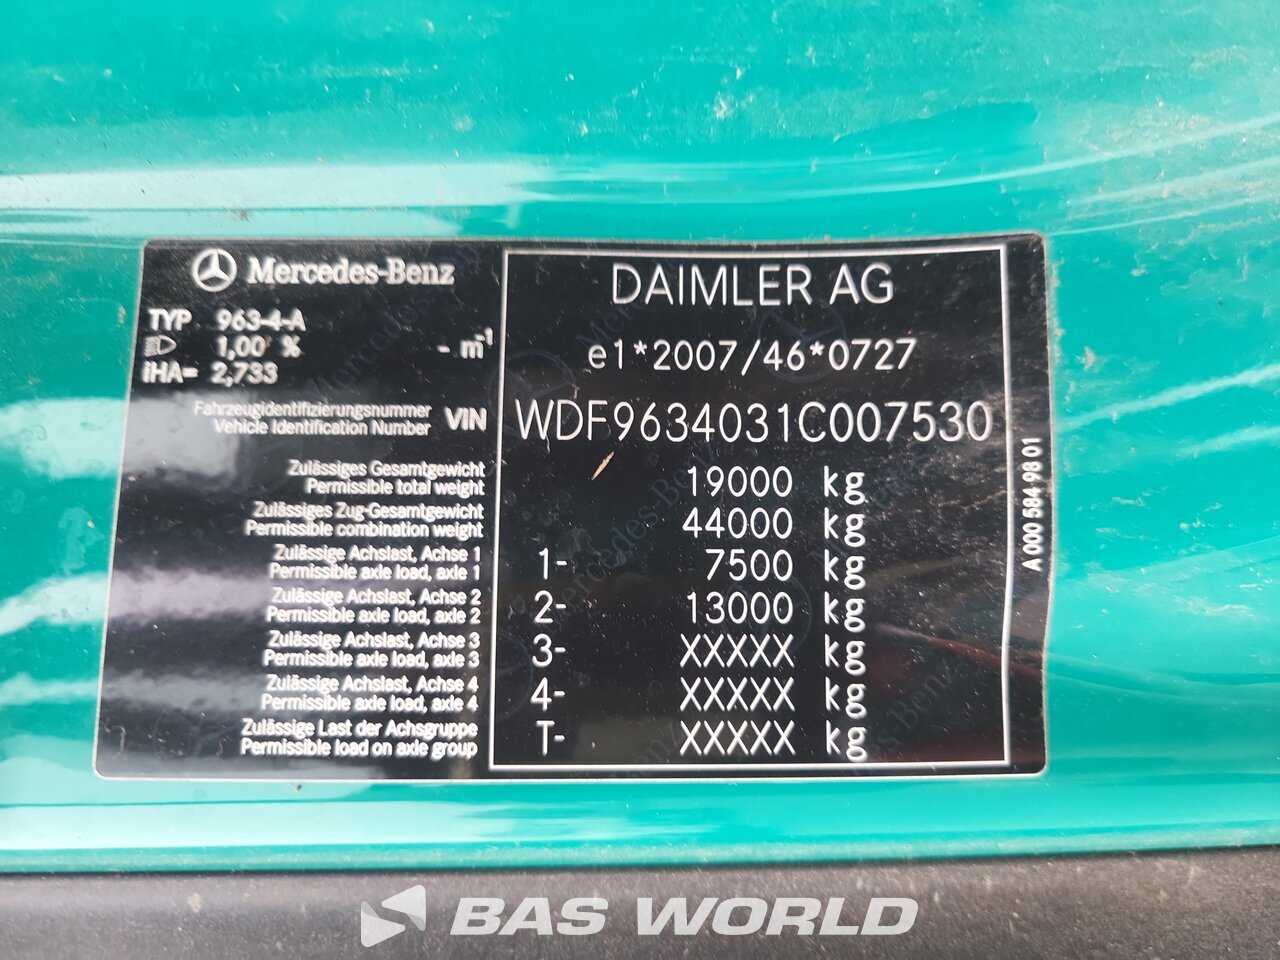 Mercedes-Benz
TYP 963-4-A
1,00 % - m⁻¹
iHA= 2,733
Fahrzeugidentifizierungsnummer
Vehicle Identification Number
VIN
Zulässiges Gesamtgewicht
Permissible total weight
Zulässiges Zug-Gesamtgewicht
Permissible combination weight
Zulässige Achslast, Achse 1
Permissible axle load, axle 1
Zulässige Achslast, Achse 2
Permissible axle load, axle 2
Zulässige Achslast, Achse 3
Permissible axle load, axle 3
Zulässige Achslast, Achse 4
Permissible axle load, axle 4
Zulässige Last der Achsgruppe
Permissible load on axle group
DAIMLER AG
e1*2007/46*0727
WDF9634031C007530
19000 kg
44000 kg
1- 7500 kg
2- 13000 kg
3- XXXXX kg
4- XXXXX kg
T- XXXXX kg
A 000 584 98 01
BAS WORLD